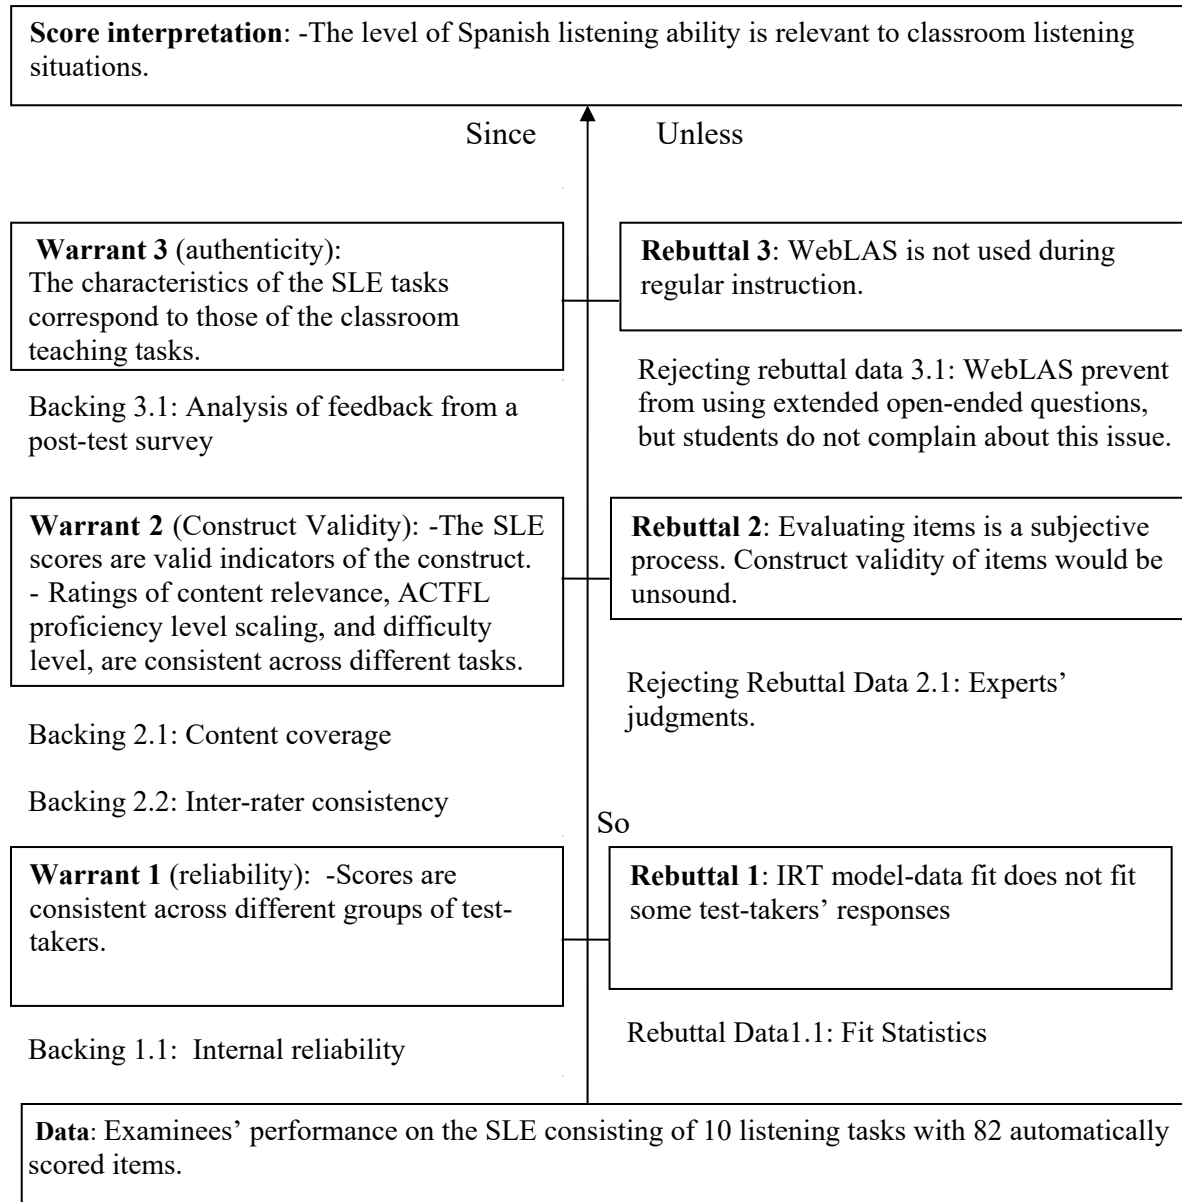 Score interpretation: -The level of Spanish listening ability is relevant to classroom listening
situations.
Since
Unless
Warrant 3 (authenticity):
The characteristics of the SLE tasks
correspond to those of the classroom
teaching tasks.
Rebuttal 3: WebLAS is not used during
regular instruction.
Backing 3.1: Analysis of feedback from a
post-test survey
Rejecting rebuttal data 3.1: WebLAS prevent
from using extended open-ended questions,
but students do not complain about this issue.
Warrant 2 (Construct Validity): -The SLE
scores are valid indicators of the construct.
- Ratings of content relevance, ACTFL
proficiency level scaling, and difficulty
level, are consistent across different tasks.
Rebuttal 2: Evaluating items is a subjective
process. Construct validity of items would be
unsound.
Backing 2.1: Content coverage
Backing 2.2: Inter-rater consistency
Rejecting Rebuttal Data 2.1: Experts’
judgments.
So
Warrant 1 (reliability): -Scores are
consistent across different groups of test-
takers.
Rebuttal 1: IRT model-data fit does not fit
some test-takers’ responses
Backing 1.1: Internal reliability
Rebuttal Data1.1: Fit Statistics
Data: Examinees’ performance on the SLE consisting of 10 listening tasks with 82 automatically
scored items.